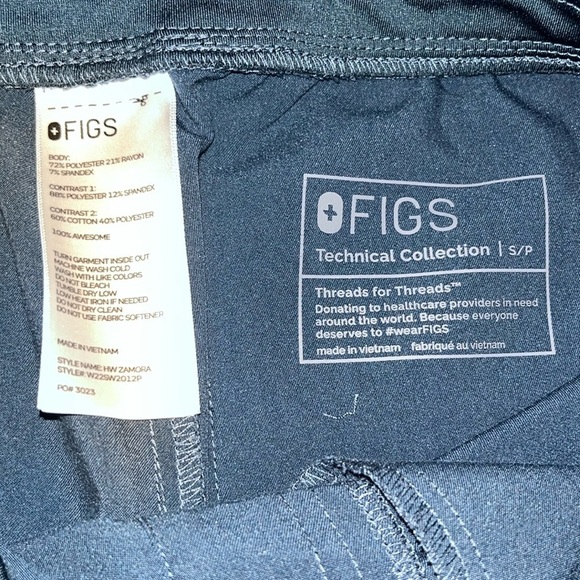 FIGS
BODY:
72% POLYESTER 21% RAYON
7% SPANDEX
CONTRAST 1:
88% POLYESTER 12% SPANDEX
CONTRAST 2:
60% COTTON 40% POLYESTER
100% AWESOME
TURN GARMENT INSIDE OUT
MACHINE WASH COLD
WASH WITH LIKE COLORS
DO NOT BLEACH
TUMBLE DRY LOW
LOW HEAT IRON IF NEEDED
DO NOT DRY CLEAN
DO NOT USE FABRIC SOFTENER
MADE IN VIETNAM
STYLE NAME: HW ZAMORA
STYLE#: W22SW2012P
PO# 3023
FIGS
Technical Collection | S/P
Threads for Threads™
Donating to healthcare providers in need
around the world. Because everyone
deserves to #wearFIGS
made in vietnam fabriqué au vietnam